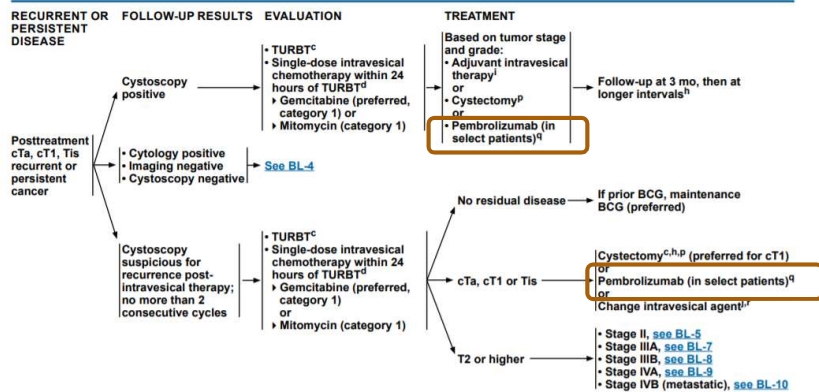 RECURRENT OR PERSISTENT DISEASE
FOLLOW-UP RESULTS
EVALUATION
TREATMENT
Posttreatment
cTa, cT1, Tis
recurrent or
persistent
cancer
Cystoscopy
positive
• TURBTᶜ
• Single-dose intravesical
chemotherapy within 24
hours of TURBTᵈ
▸ Gemcitabine (preferred,
category 1) or
▸ Mitomycin (category 1)
Based on tumor stage
and grade:
• Adjuvant intravesical
therapyⁱ
or
• Cystectomyᵖ
or
• Pembrolizumab (in
select patients)^q
Follow-up at 3 mo, then at
longer intervalsʰ
• Cytology positive
• Imaging negative
• Cystoscopy negative
See BL-4
Cystoscopy
suspicious for
recurrence post-
intravesical therapy;
no more than 2
consecutive cycles
• TURBTᶜ
• Single-dose intravesical
chemotherapy within 24
hours of TURBTᵈ
▸ Gemcitabine (preferred,
category 1)
or
▸ Mitomycin (category 1)
No residual disease
If prior BCG, maintenance
BCG (preferred)
cTa, cT1 or Tis
Cystectomyᶜ,ʰ,ᵖ (preferred for cT1)
or
Pembrolizumab (in select patients)^q
or
Change intravesical agent
T2 or higher
• Stage II, see BL-5
• Stage IIIA, see BL-7
• Stage IIIB, see BL-8
• Stage IVA, see BL-9
• Stage IVB (metastatic), see BL-10